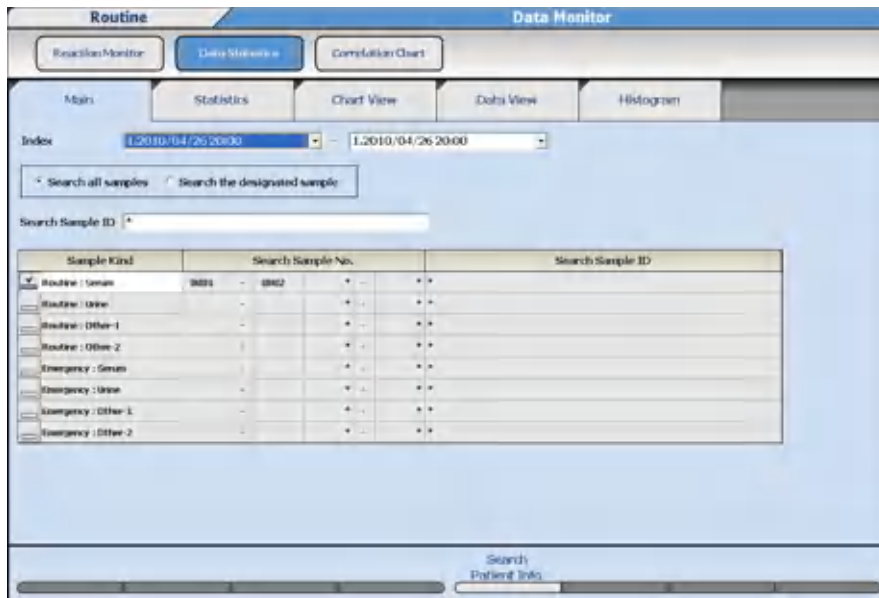 Routine Data Monitor
Reaction Monitor Data Statistics Correlation Chart
Main Statistics Chart View Data View Histogram
Index 1.2010/04/26 20:00 - 1.2010/04/26 20:00
Search all samples Search the designated sample
Search Sample ID *
Sample Kind Search Sample No. Search Sample ID
Routine : Serum 0001 - 0002 * - * *
Routine : Urine - * - * *
Routine : Other-1 - * - * *
Routine : Other-2 - * - * *
Emergency : Serum - * - * *
Emergency : Urine - * - * *
Emergency : Other-1 - * - * *
Emergency : Other-2 - * - * *
Search
Patient Info.